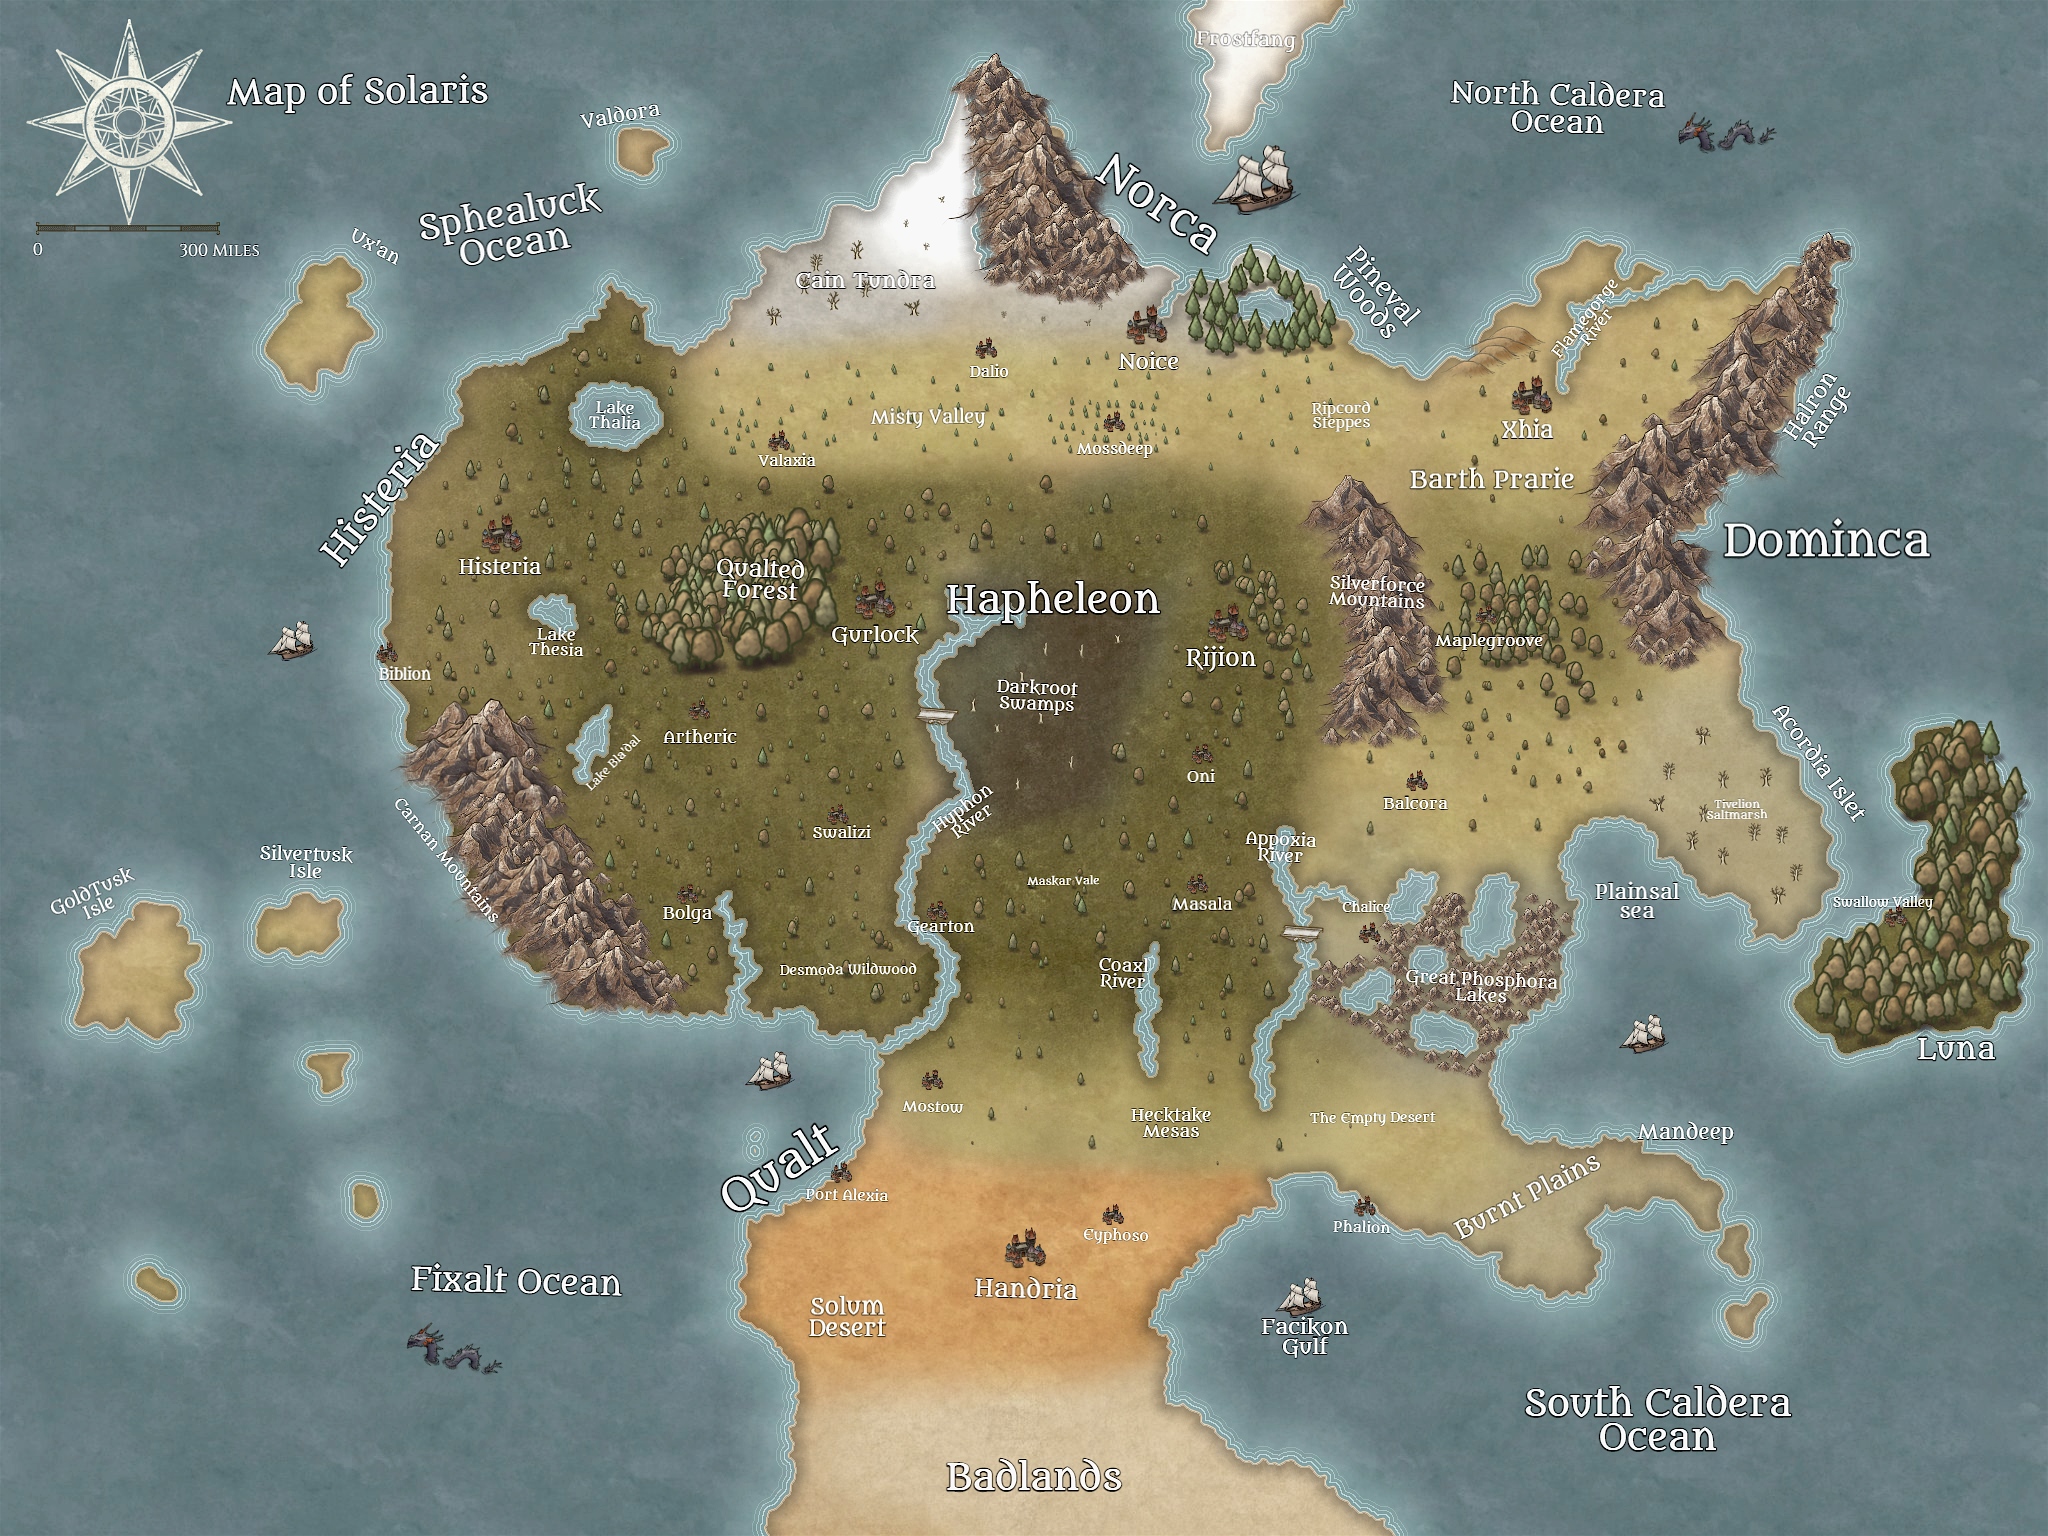 Frostfang
Map of Solaris
North Caldera
Ocean
Valdora
Sphealuck
Ocean
Norca
0
300 Miles
Ux'an
Cain Tundra
Pineval
Woods
Flamegorge
River
Dalio
Noice
Halron
Range
Lake
Thalia
Misty Valley
Ripcord
Steppes
Xhia
Valaxia
Mossdeep
Barth Prarie
Histeria
Dominca
Histeria
Qualted
Forest
Hapheleon
Silverforce
Mountains
Lake
Thesia
Gurlock
Rijion
Maplegroove
Biblion
Darkroot
Swamps
Artheric
Lake Bla'dal
Oni
Acordia Islet
Balcora
Tivelion
Saltmarsh
Hyphon
River
Swalizi
Carnan Mountains
Appoxia
River
Silvertusk
Isle
GoldTusk
Isle
Maskar Vale
Masala
Chalice
Plainsal
sea
Swallow Valley
Bolga
Gearton
Desmoda Wildwood
Coaxl
River
Great Phosphora
Lakes
Luna
Mostow
Hecktake
Mesas
The Empty Desert
Mandeep
Qualt
Port Alexia
Burnt Plains
Eyphoso
Phalion
Fixalt Ocean
Handria
Solum
Desert
Facikon
Gulf
South Caldera
Ocean
Badlands